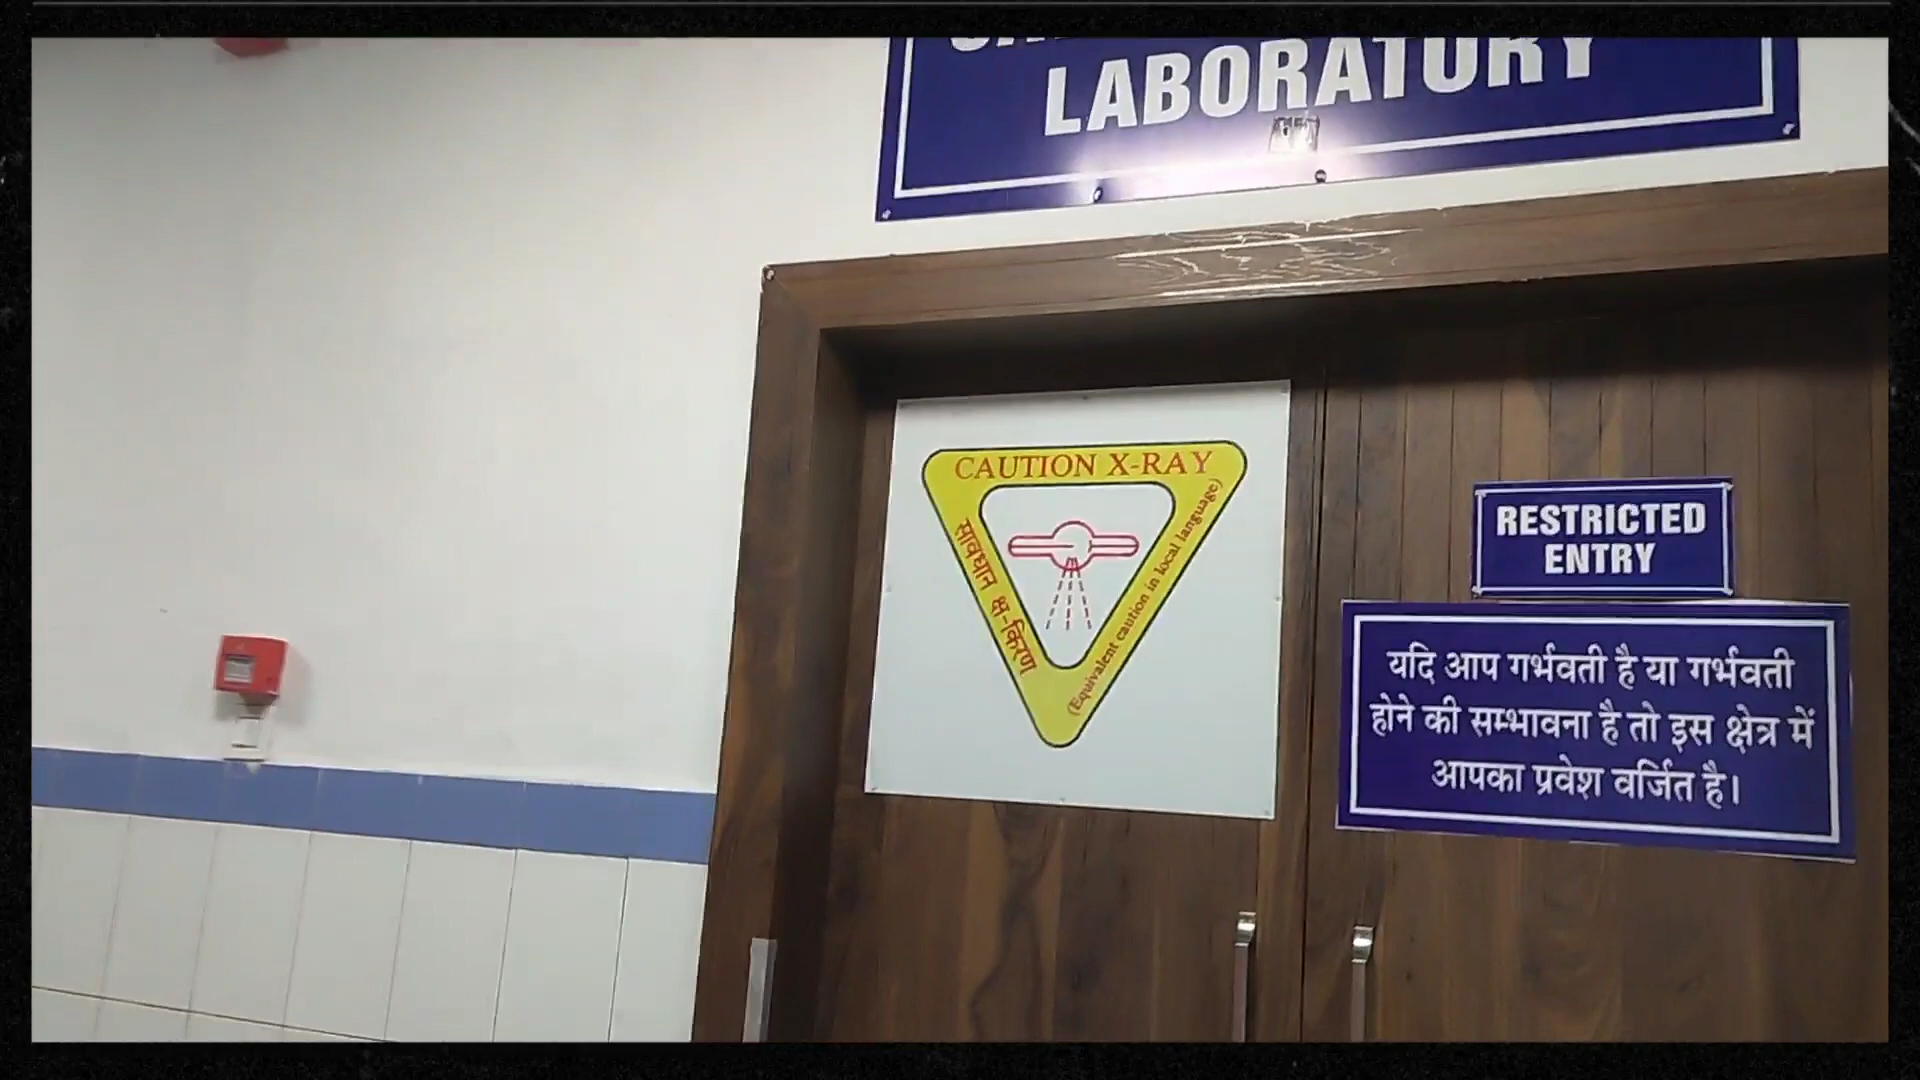 LABORATORY
CAUTION X-RAY
सावधान क्ष-किरण
(Equivalent caution in local language)
RESTRICTED
ENTRY
यदि आप गर्भवती है या गर्भवती
होने की सम्भावना है तो इस क्षेत्र में
आपका प्रवेश वर्जित है।